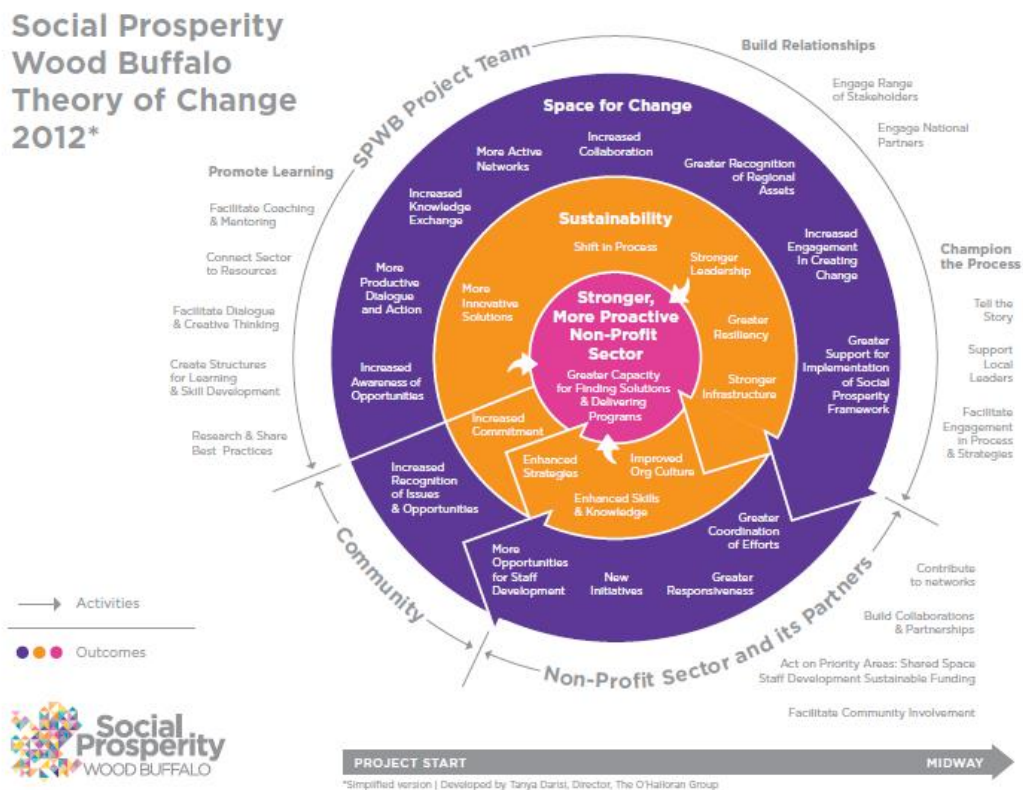 Social Prosperity
Wood Buffalo
Theory of Change
2012*
SPWB Project Team
Build Relationships
Engage Range
of Stakeholders
Engage National
Partners
Promote Learning
Facilitate Coaching
& Mentoring
Connect Sector
to Resources
Facilitate Dialogue
& Creative Thinking
Create Structures
for Learning
& Skill Development
Research & Share
Best Practices
Champion
the Process
Tell the
Story
Support
Local
Leaders
Facilitate
Engagement
in Process
& Strategies
Space for Change
Increased
Collaboration
More Active
Networks
Greater Recognition
of Regional
Assets
Increased
Knowledge
Exchange
Increased
Engagement
In Creating
Change
More
Productive
Dialogue
and Action
Greater
Support for
Implementation
of Social
Prosperity
Framework
Increased
Awareness of
Opportunities
Increased
Recognition
of Issues
& Opportunities
More
Opportunities
for Staff
Development
New
Initiatives
Greater
Responsiveness
Greater
Coordination
of Efforts
Sustainability
Shift in Process
Stronger
Leadership
More
Innovative
Solutions
Greater
Resiliency
Stronger
Infrastructure
Increased
Commitment
Enhanced
Strategies
Improved
Org Culture
Enhanced Skills
& Knowledge
Stronger,
More Proactive
Non-Profit
Sector
Greater Capacity
for Finding Solutions
& Delivering
Programs
Community
Non-Profit Sector and its Partners
Contribute
to networks
Build Collaborations
& Partnerships
Act on Priority Areas: Shared Space
Staff Development Sustainable Funding
Facilitate Community Involvement
Activities
Outcomes
Social
Prosperity
WOOD BUFFALO
PROJECT START
MIDWAY
*Simplified version | Developed by Tanya Darisi, Director, The O'Halloran Group